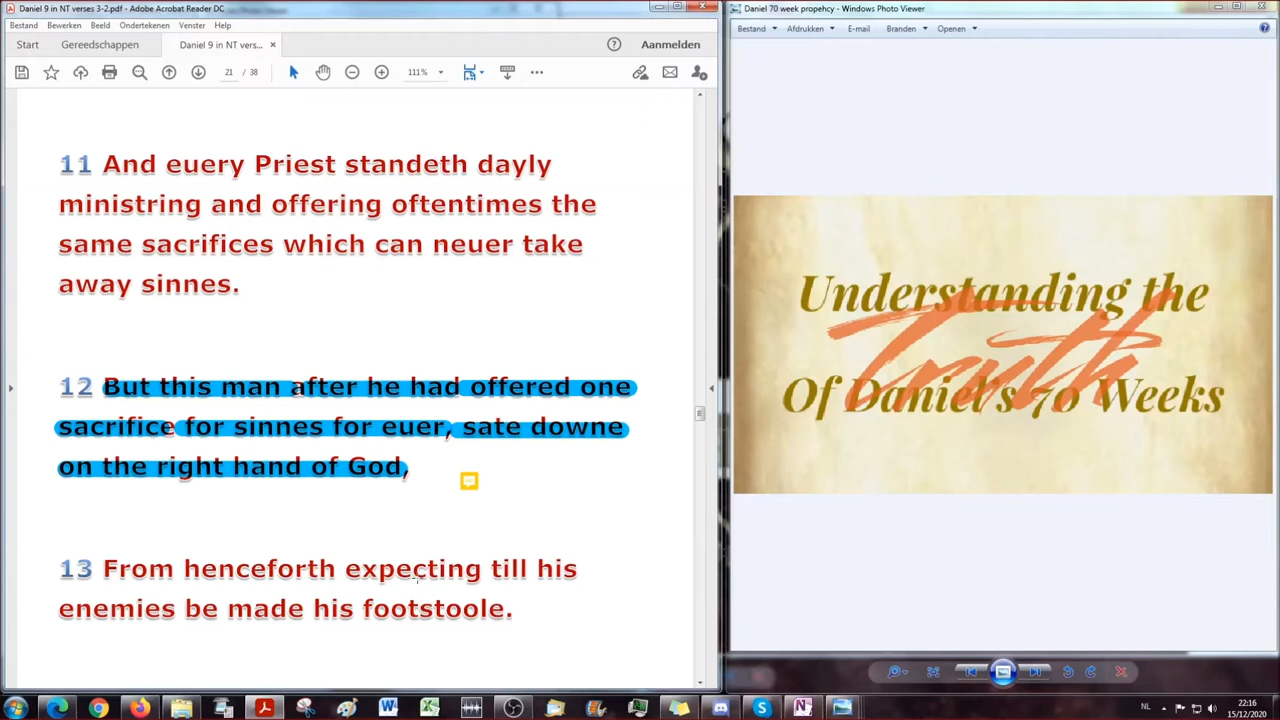 Daniel 9 in NT verses 3-2.pdf - Adobe Acrobat Reader DC
Bestand Bewerken Beeld Ondertekenen Venster Help
Start Gereedschappen Daniel 9 in NT vers... × Aanmelden
21 / 38 111%
11 And euery Priest standeth dayly
ministring and offering oftentimes the
same sacrifices which can neuer take
away sinnes.
12 But this man after he had offered one
sacrifice for sinnes for euer, sate downe
on the right hand of God,
13 From henceforth expecting till his
enemies be made his footstoole.
Daniel 70 week propehcy - Windows Photo Viewer
Bestand Afdrukken E-mail Branden Openen
Understanding the
Truth
Of Daniel's 70 Weeks
NL 22:16
15/12/2020